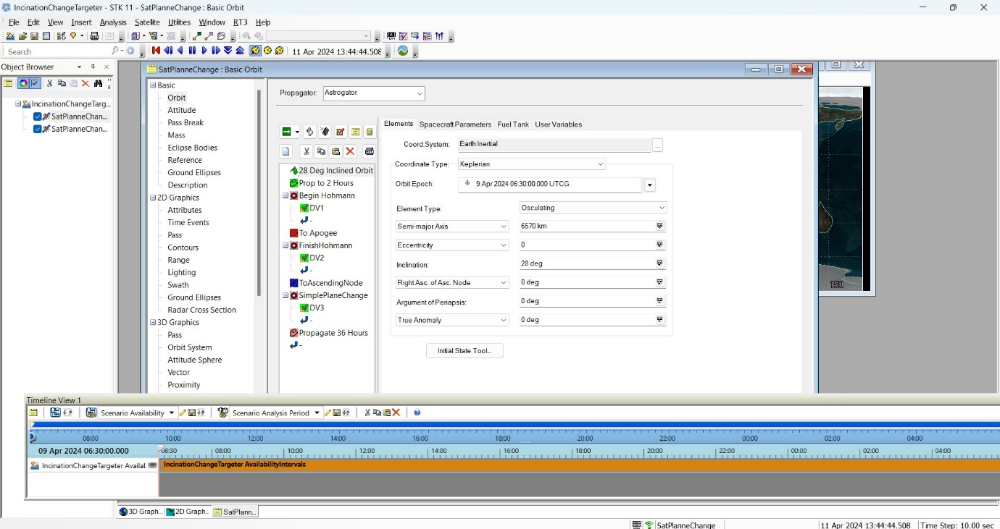 IncinationChangeTargeter - STK 11 - SatPlanneChange : Basic Orbit
File Edit View Insert Analysis Satellite Utilities Window RT3 Help
Search
11 Apr 2024 13:44:44.508
Object Browser
IncinationChangeTarg...
SatPlanneChan...
SatPlanneChan...
SatPlanneChange : Basic Orbit
Basic
Orbit
Attitude
Pass Break
Mass
Eclipse Bodies
Reference
Ground Ellipses
Description
2D Graphics
Attributes
Time Events
Pass
Contours
Range
Lighting
Swath
Ground Ellipses
Radar Cross Section
3D Graphics
Pass
Orbit System
Attitude Sphere
Vector
Proximity
Propagator: Astrogator
28 Deg Inclined Orbit
Prop to 2 Hours
Begin Hohmann
DV1
-
To Apogee
FinishHohmann
DV2
-
ToAscendingNode
SimplePlaneChange
DV3
-
Propagate 36 Hours
-
Elements Spacecraft Parameters Fuel Tank User Variables
Coord.System: Earth Inertial ...
Coordinate Type: Keplerian
Orbit Epoch: 9 Apr 2024 06:30:00.000 UTCG
Element Type: Osculating
Semi-major Axis 6570 km
Eccentricity 0
Inclination: 28 deg
Right Asc. of Asc. Node 0 deg
Argument of Periapsis: 0 deg
True Anomaly 0 deg
Initial State Tool...
150
Timeline View 1
Scenario Availability Scenario Analysis Period
08:00 10:00 12:00 14:00 16:00 18:00 20:00 22:00 00:00 02:00 04:00
09 Apr 2024 06:30:00.000 06:30 08:00 10:00 12:00 14:00 16:00 18:00 20:00 22:00 00:00 02:00 04:00
IncinationChangeTargeter Availal IncinationChangeTargeter AvailabilityIntervals
3D Graph... 2D Graph... SatPlann...
SatPlanneChange 11 Apr 2024 13:44:44.508 Time Step: 10.00 sec